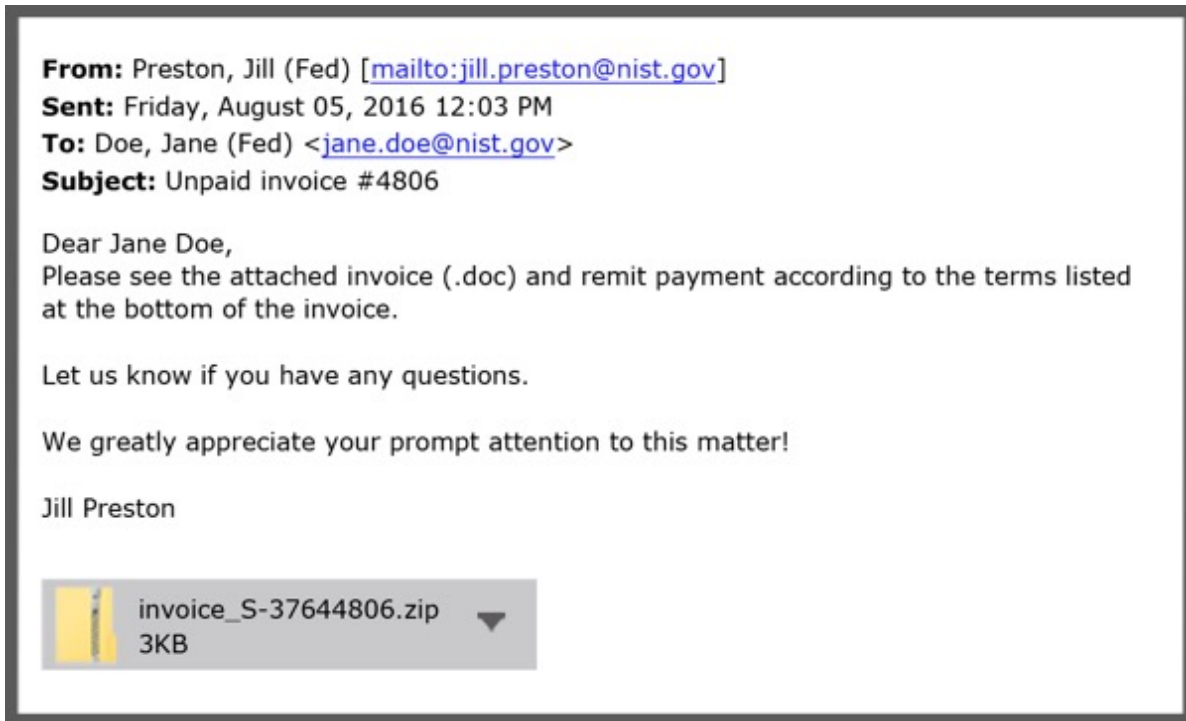 From: Preston, Jill (Fed) [mailto:jill.preston@nist.gov]
Sent: Friday, August 05, 2016 12:03 PM
To: Doe, Jane (Fed) <jane.doe@nist.gov>
Subject: Unpaid invoice #4806
Dear Jane Doe,
Please see the attached invoice (.doc) and remit payment according to the terms listed
at the bottom of the invoice.
Let us know if you have any questions.
We greatly appreciate your prompt attention to this matter!
Jill Preston
invoice_S-37644806.zip
3KB